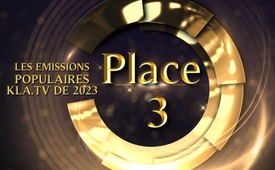 LES EMISSIONS
POPULAIRES
KLA.TV DE 2023
Place
3